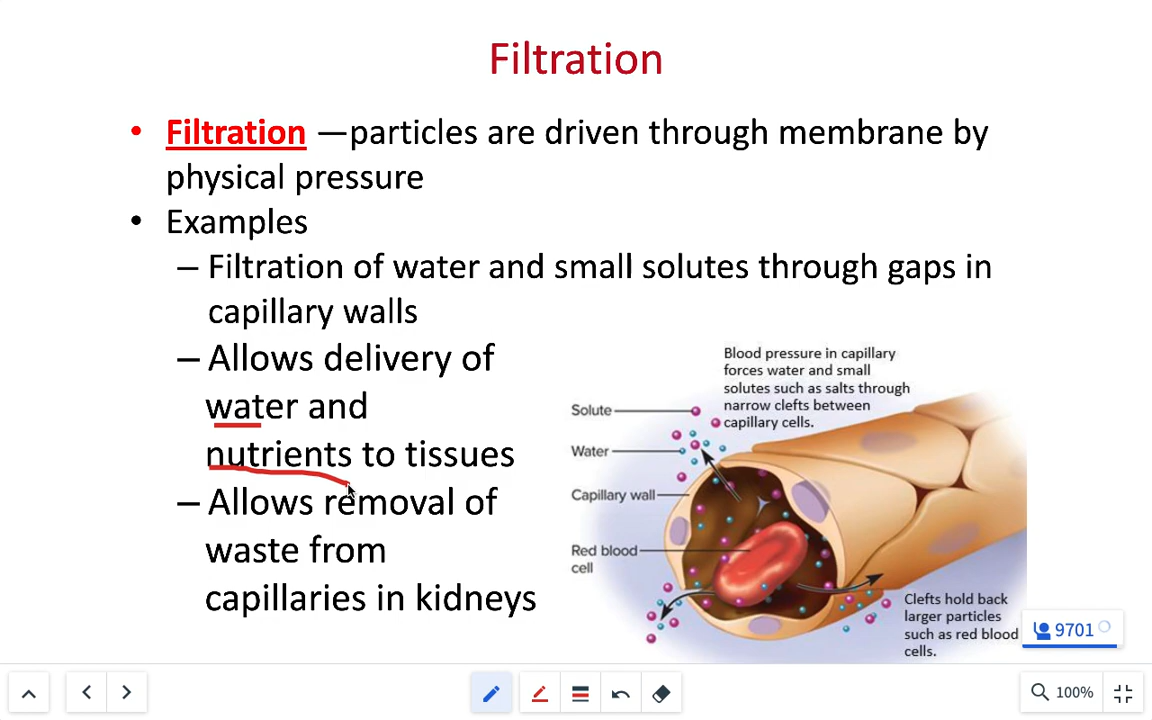 Filtration
• Filtration —particles are driven through membrane by
physical pressure
• Examples
– Filtration of water and small solutes through gaps in
capillary walls
– Allows delivery of
water and
nutrients to tissues
– Allows removal of
waste from
capillaries in kidneys
Blood pressure in capillary
forces water and small
solutes such as salts through
narrow clefts between
capillary cells.
Solute
Water
Capillary wall
Red blood
cell
Clefts hold back
larger particles
such as red blood
cells.
9701
100%